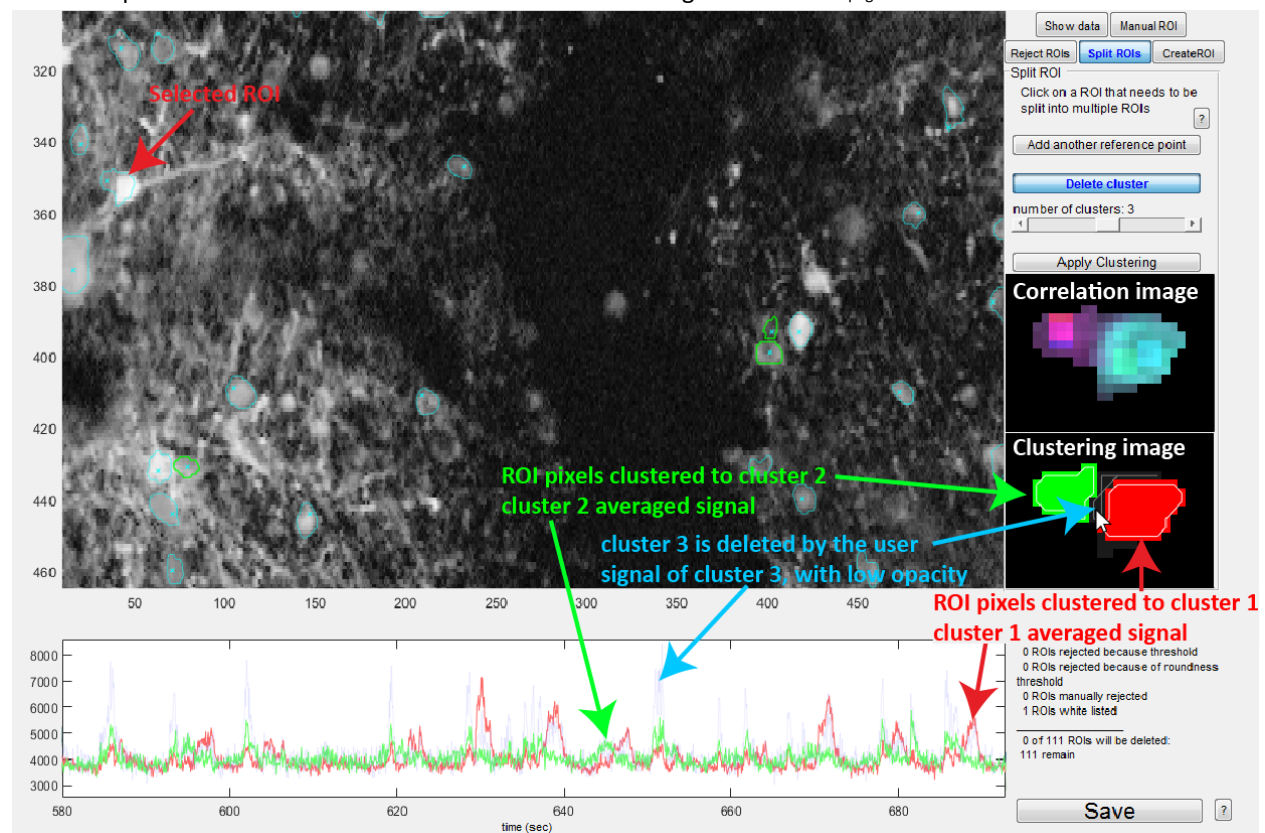 Show data
Manual ROI
Reject ROIs
Split ROIs
CreateROI
Split ROI
Click on a ROI that needs to be
split into multiple ROIs
?
Add another reference point
Delete cluster
number of clusters: 3
Apply Clustering
Correlation image
Clustering image
Selected ROI
320
340
360
380
400
420
440
460
50
100
150
200
250
300
350
400
450
ROI pixels clustered to cluster 2
cluster 2 averaged signal
cluster 3 is deleted by the user
signal of cluster 3, with low opacity
ROI pixels clustered to cluster 1
cluster 1 averaged signal
0 ROIs rejected because threshold
0 ROIs rejected because of roundness
threshold
0 ROIs manually rejected
1 ROIs white listed
0 of 111 ROIs will be deleted:
111 remain
8000
7000
6000
5000
4000
3000
580
600
620
640
660
680
time (sec)
Save
?